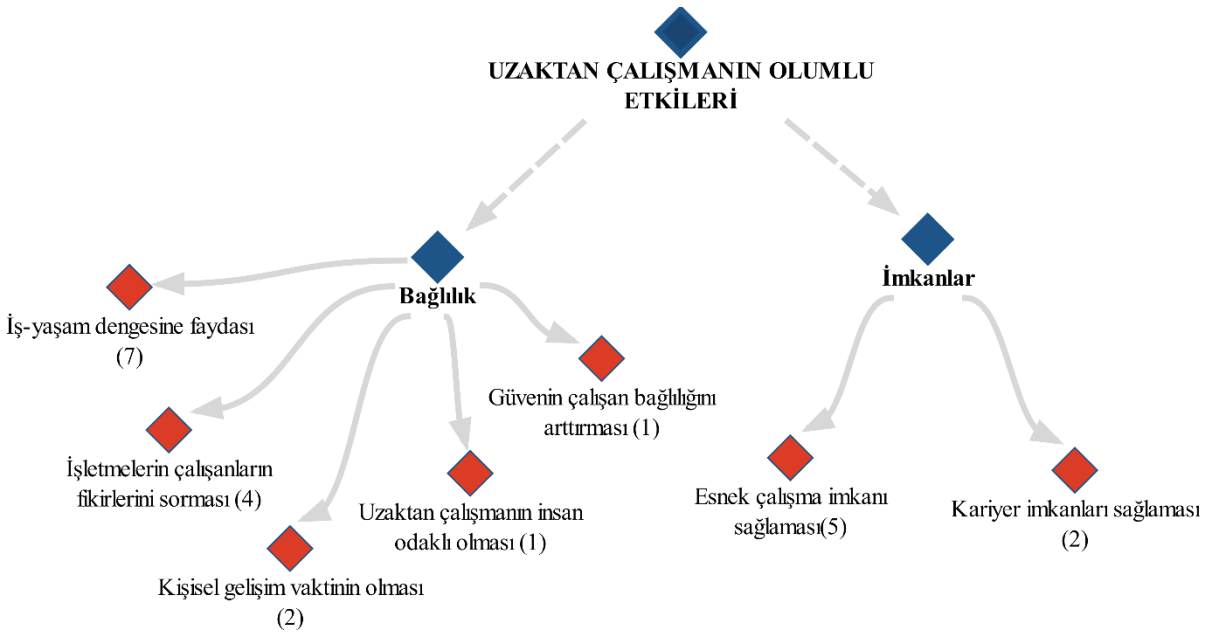 UZAKTAN ÇALIŞMANIN OLUMLU
ETKİLERİ
Bağlılık
İmkanlar
İş-yaşam dengesine faydası
(7)
İşletmelerin çalışanların
fikirlerini sorması (4)
Kişisel gelişim vaktinin olması
(2)
Uzaktan çalışmanın insan
odaklı olması (1)
Güvenin çalışan bağlılığını
arttırması (1)
Esnek çalışma imkanı
sağlaması(5)
Kariyer imkanları sağlaması
(2)